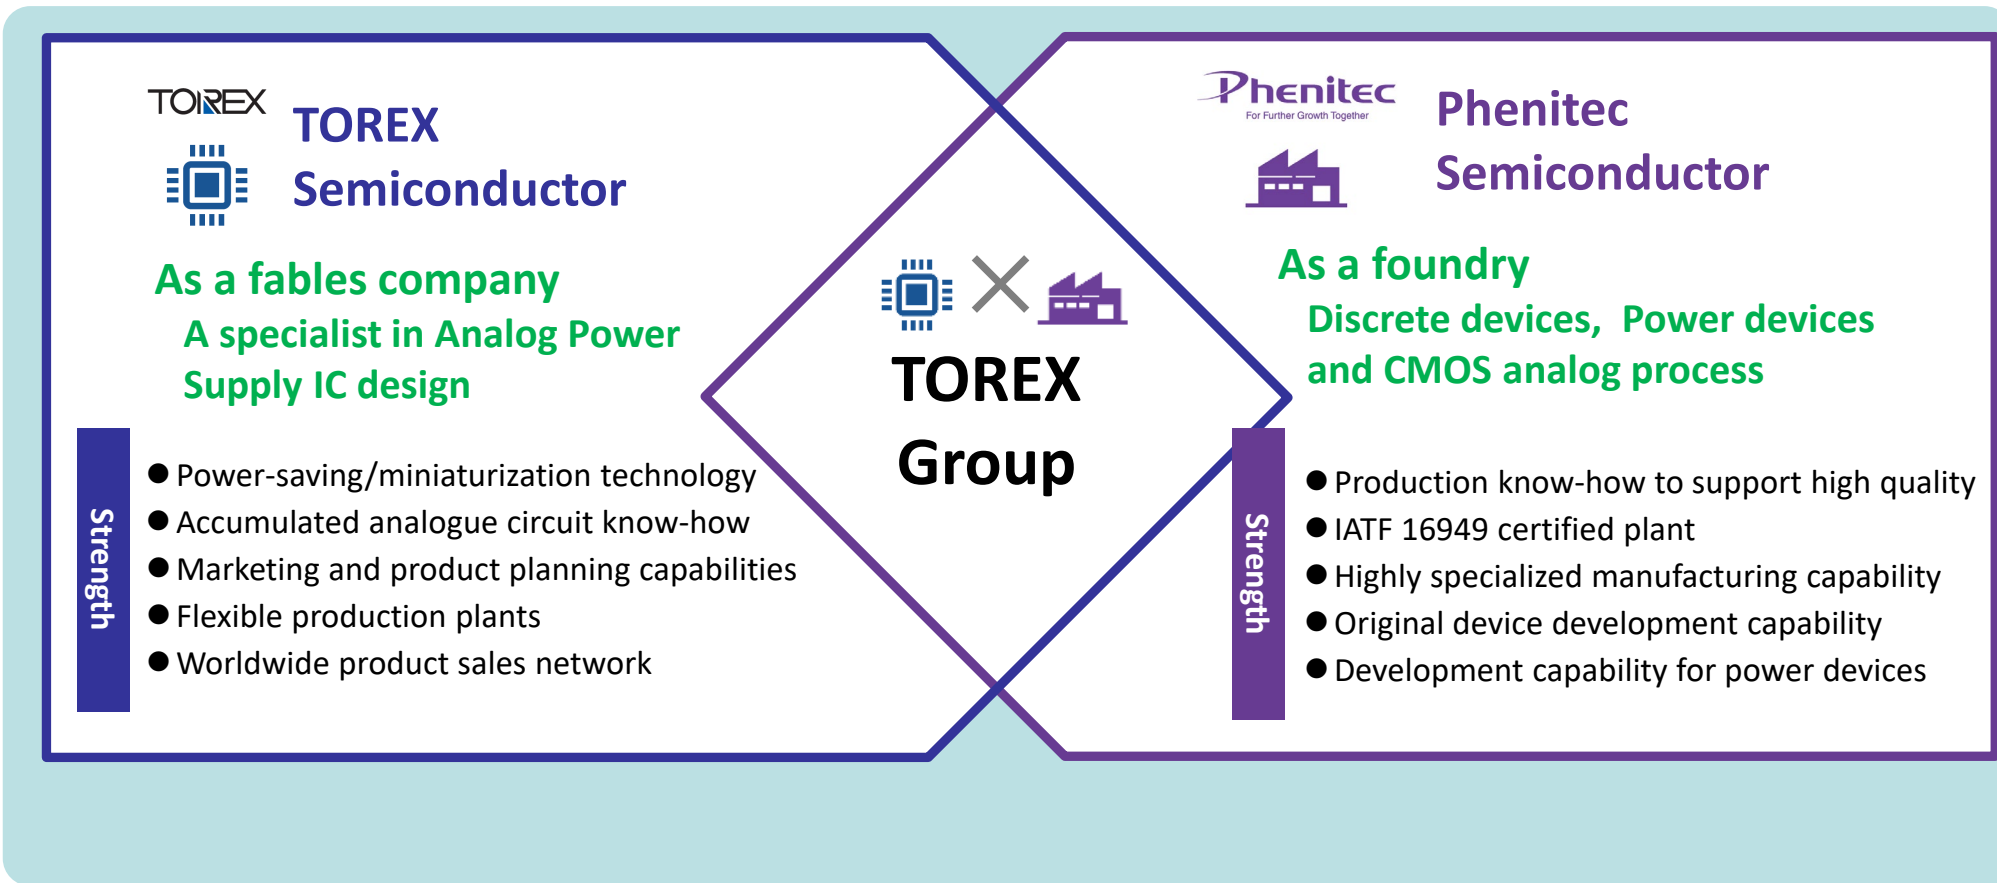 TOREX
TOREX
Semiconductor
As a fables company
A specialist in Analog Power
Supply IC design
Strength
● Power-saving/miniaturization technology
● Accumulated analogue circuit know-how
● Marketing and product planning capabilities
● Flexible production plants
● Worldwide product sales network
TOREX
Group
Phenitec
For Further Growth Together
Phenitec
Semiconductor
As a foundry
Discrete devices, Power devices
and CMOS analog process
Strength
● Production know-how to support high quality
● IATF 16949 certified plant
● Highly specialized manufacturing capability
● Original device development capability
● Development capability for power devices